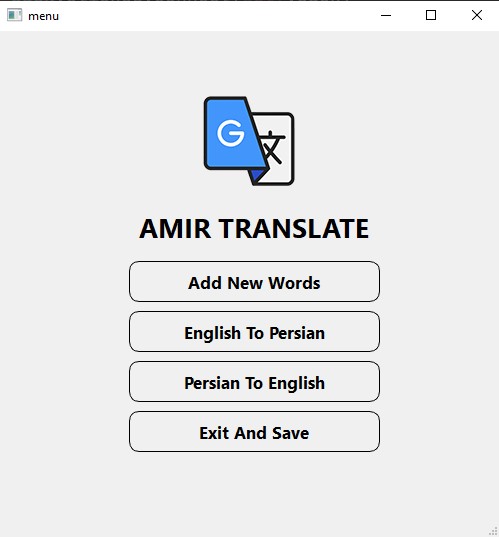 menu
G 文
AMIR TRANSLATE
Add New Words
English To Persian
Persian To English
Exit And Save